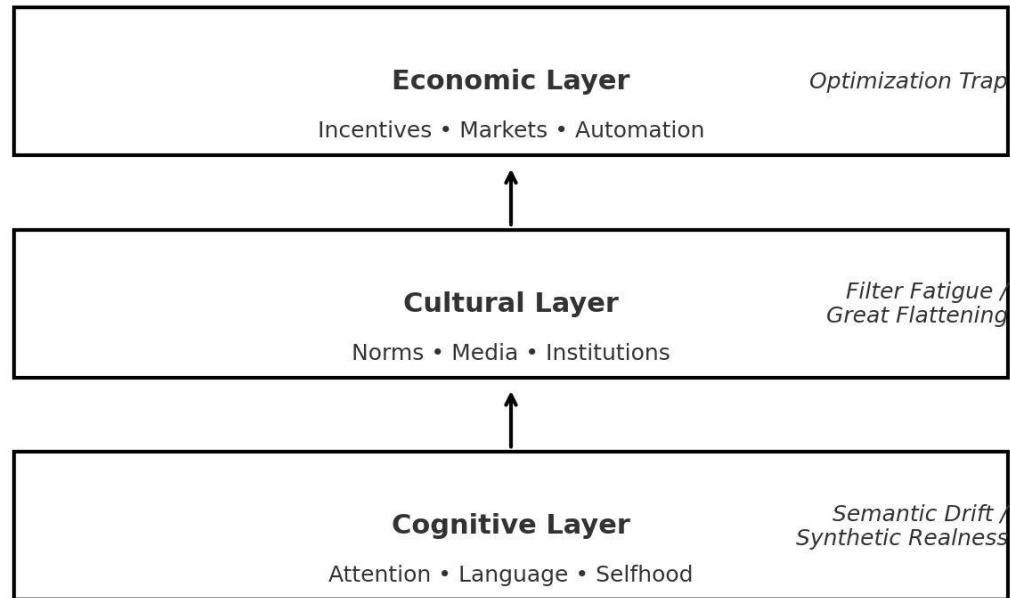 Economic Layer
Optimization Trap
Incentives • Markets • Automation
Cultural Layer
Filter Fatigue /
Great Flattening
Norms • Media • Institutions
Cognitive Layer
Semantic Drift /
Synthetic Realness
Attention • Language • Selfhood